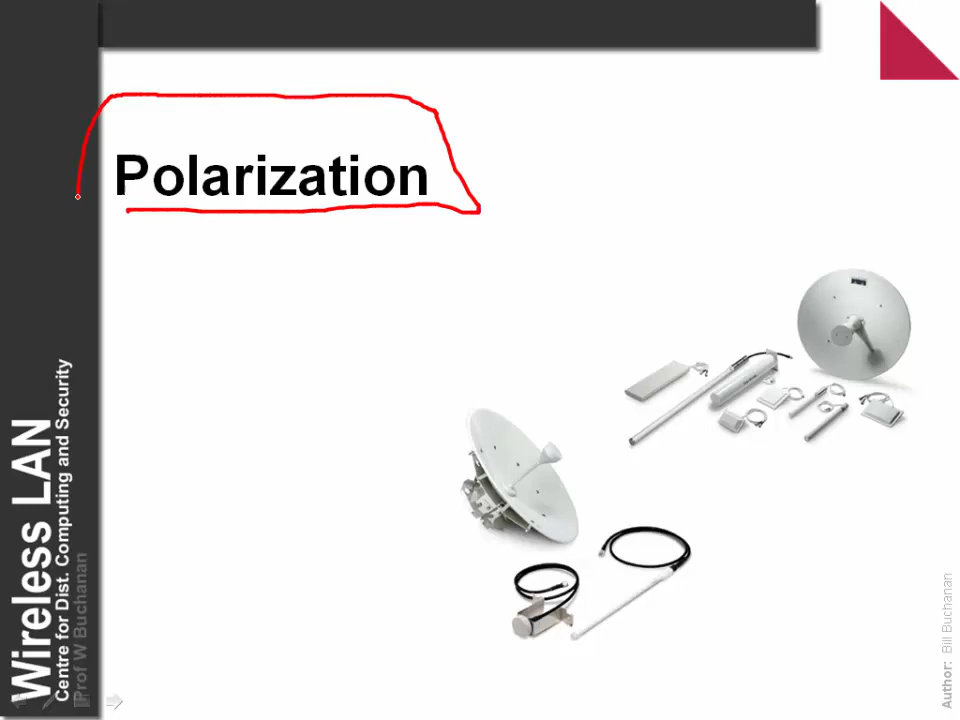 Polarization
Wireless LAN
Centre for Dist. Computing and Security
Prof W Buchanan
Author: Bill Buchanan